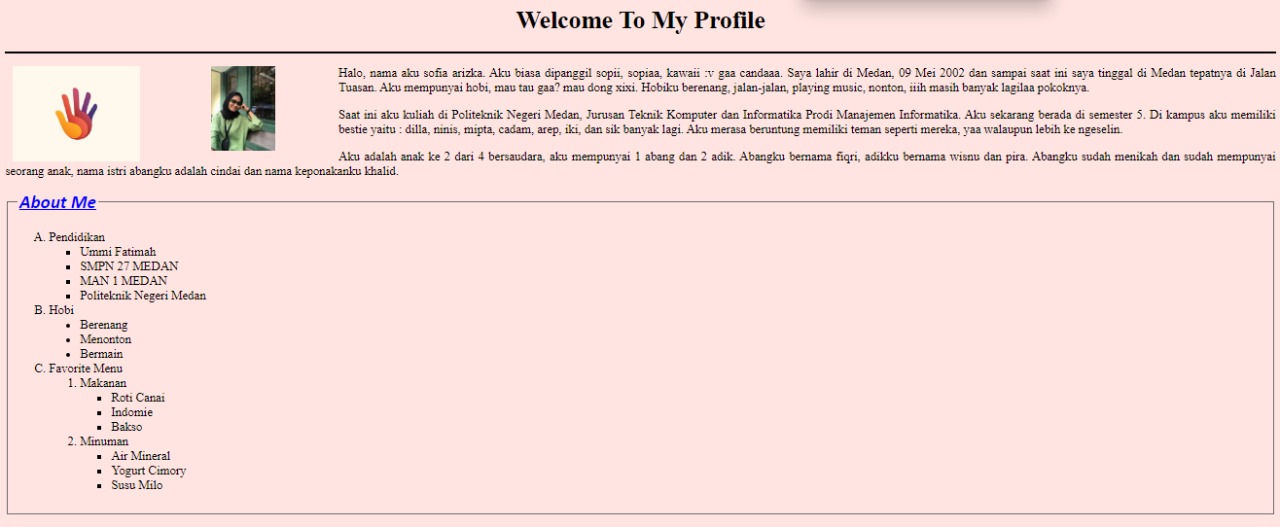 Welcome To My Profile
Halo, nama aku sofia arizka. Aku biasa dipanggil sopii, sopiaa, kawaii :v gaa candaaa. Saya lahir di Medan, 09 Mei 2002 dan sampai saat ini saya tinggal di Medan tepatnya di Jalan
Tuasan. Aku mempunyai hobi, mau tau gaa? mau dong xixi. Hobiku berenang, jalan-jalan, playing music, nonton, iiih masih banyak lagilaa pokoknya.
Saat ini aku kuliah di Politeknik Negeri Medan, Jurusan Teknik Komputer dan Informatika Prodi Manajemen Informatika. Aku sekarang berada di semester 5. Di kampus aku memiliki
bestie yaitu : dilla, ninis, mipta, cadam, arep, iki, dan sik banyak lagi. Aku merasa beruntung memiliki teman seperti mereka, yaa walaupun lebih ke ngeselin.
Aku adalah anak ke 2 dari 4 bersaudara, aku mempunyai 1 abang dan 2 adik. Abangku bernama fiqri, adikku bernama wisnu dan pira. Abangku sudah menikah dan sudah mempunyai
seorang anak, nama istri abangku adalah cindai dan nama keponakanku khalid.
About Me
A. Pendidikan
▪ Ummi Fatimah
▪ SMPN 27 MEDAN
▪ MAN 1 MEDAN
▪ Politeknik Negeri Medan
B. Hobi
• Berenang
• Menonton
• Bermain
C. Favorite Menu
1. Makanan
▪ Roti Canai
▪ Indomie
▪ Bakso
2. Minuman
▪ Air Mineral
▪ Yogurt Cimory
▪ Susu Milo